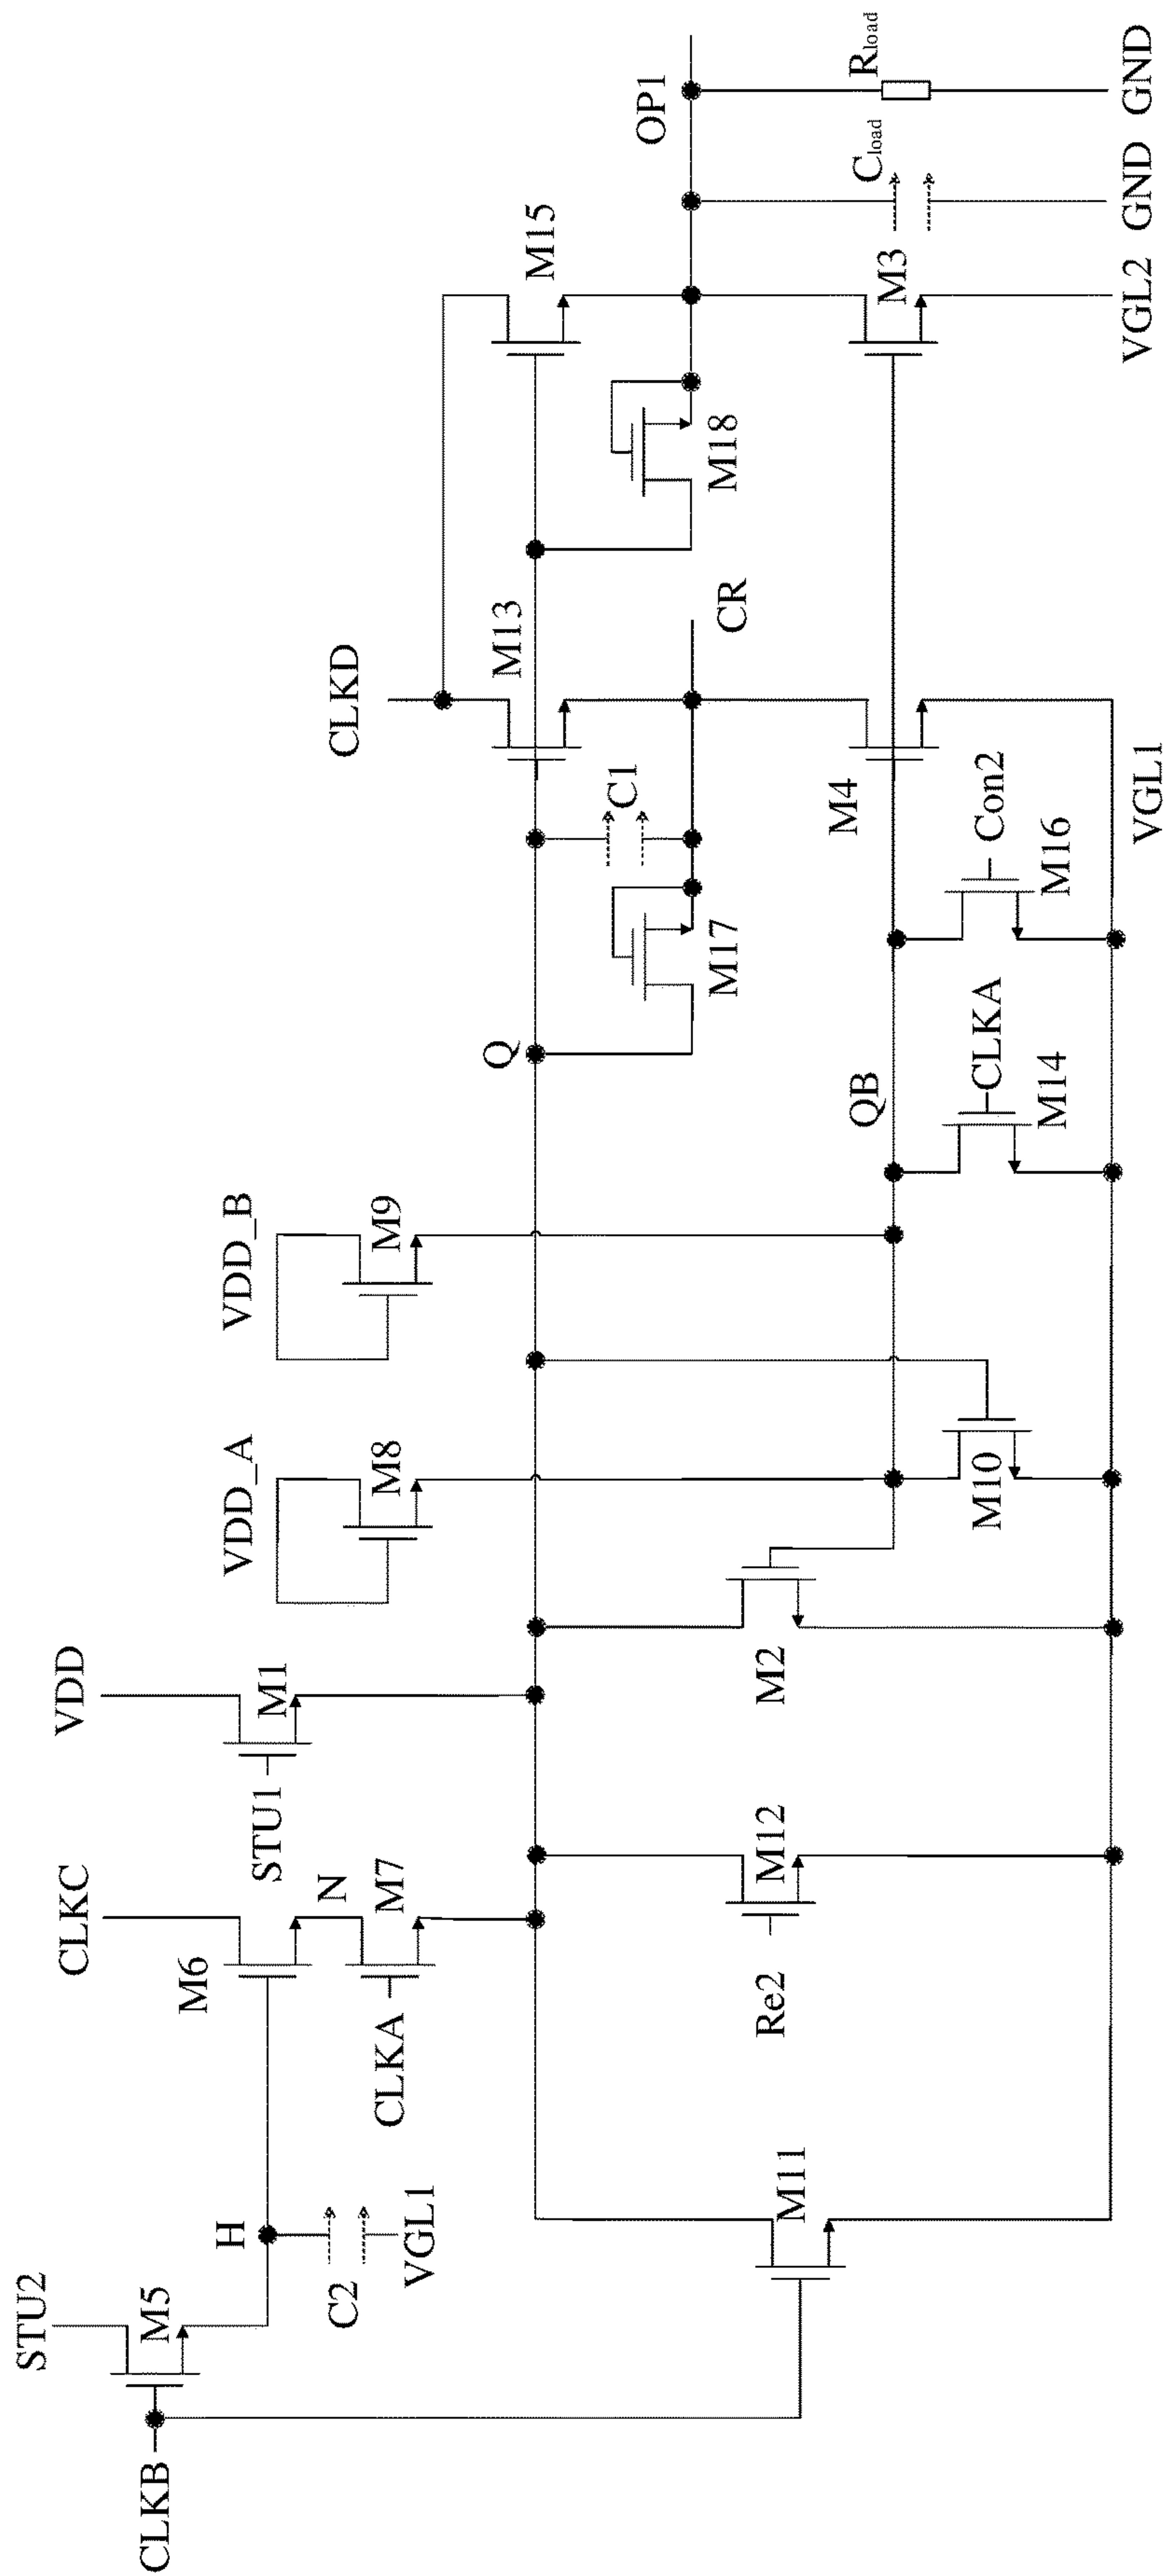 STU2
CLKB
M5
H
C2
VGL1
CLKC
M6
N
M7
CLKA
VDD
M1
STU1
VDD_A
M8
VDD_B
M9
M11
Re2
M12
M2
M10
QB
CLKA
M14
Con2
M16
Q
M17
C1
CLKD
M13
CR
M4
VGL1
M18
M15
OP1
M3
VGL2
Cload
GND
Rload
GND